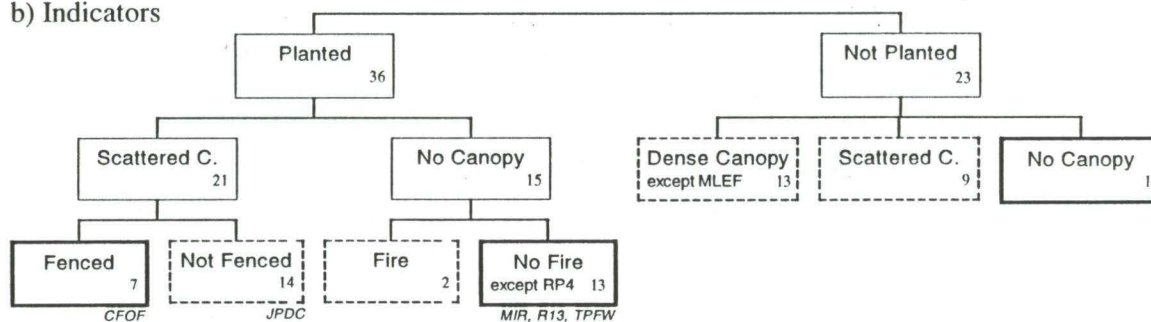 b) Indicators
Planted
36
Not Planted
23
Scattered C.
21
No Canopy
15
Dense Canopy
except MLEF 13
Scattered C.
9
No Canopy
1
Fenced
7
Not Fenced
14
Fire
2
No Fire
except RP4 13
CFOF
JPDC
MIR, R13, TPFW